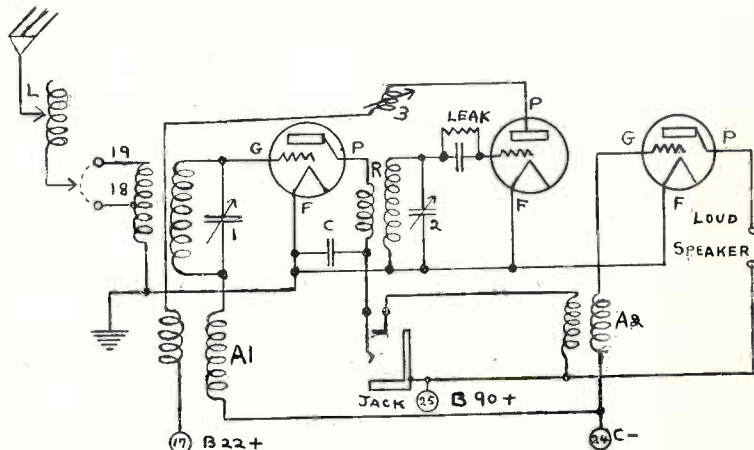 L
19
18
1
G
P
F
C
R
3
LEAK
2
P
G
P
F
LOUD
SPEAKER
A1
A2
JACK
25 B 90+
17 B 22+
24 C-